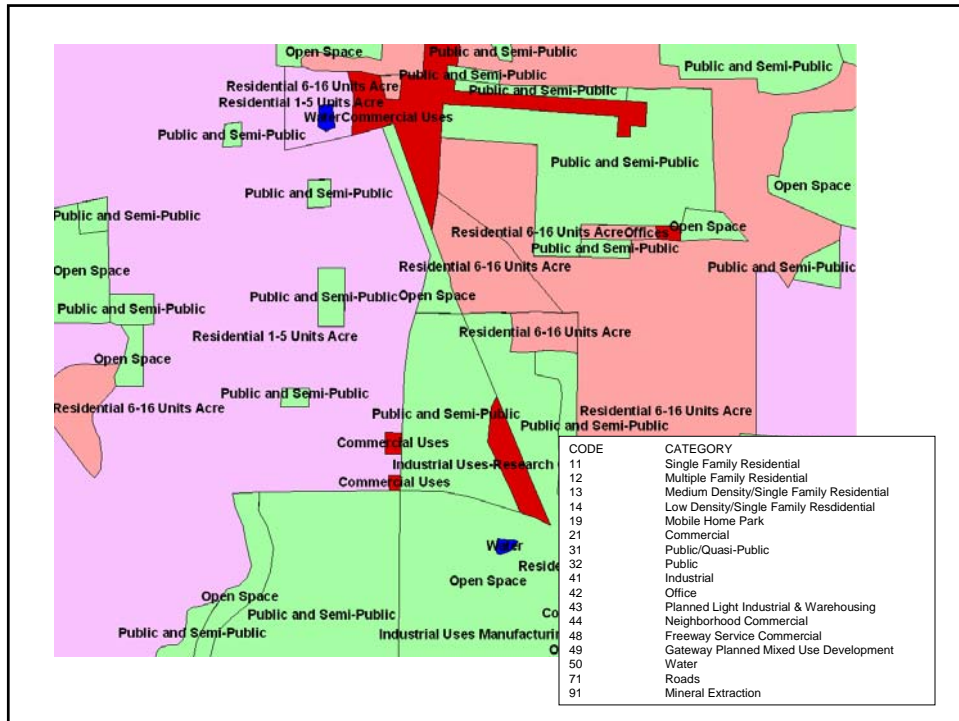 Open Space
Public and Semi-Public
Public and Semi-Public
Public and Semi-Public
Residential 6-16 Units Acre
Public and Semi-Public
Residential 1-5 Units Acre
WaterCommercial Uses
Public and Semi-Public
Public and Semi-Public
Open Space
Public and Semi-Public
Public and Semi-Public
Open Space
Residential 6-16 Units AcreOffices
Public and Semi-Public
Open Space
Residential 6-16 Units Acre
Public and Semi-Public
Public and Semi-PublicOpen Space
Public and Semi-Public
Residential 1-5 Units Acre
Residential 6-16 Units Acre
Open Space
Public and Semi-Public
Residential 6-16 Units Acre
Public and Semi-Public
Residential 6-16 Units Acre
Public and Semi-Public
Commercial Uses
Industrial Uses-Research
Commercial Uses
Water
Reside
Open Space
Open Space
Public and Semi-Public
Co
Public and Semi-Public
Industrial Uses Manufacturin
O
CODE CATEGORY
11 Single Family Residential
12 Multiple Family Residential
13 Medium Density/Single Family Residential
14 Low Density/Single Family Resdidential
19 Mobile Home Park
21 Commercial
31 Public/Quasi-Public
32 Public
41 Industrial
42 Office
43 Planned Light Industrial & Warehousing
44 Neighborhood Commercial
48 Freeway Service Commercial
49 Gateway Planned Mixed Use Development
50 Water
71 Roads
91 Mineral Extraction